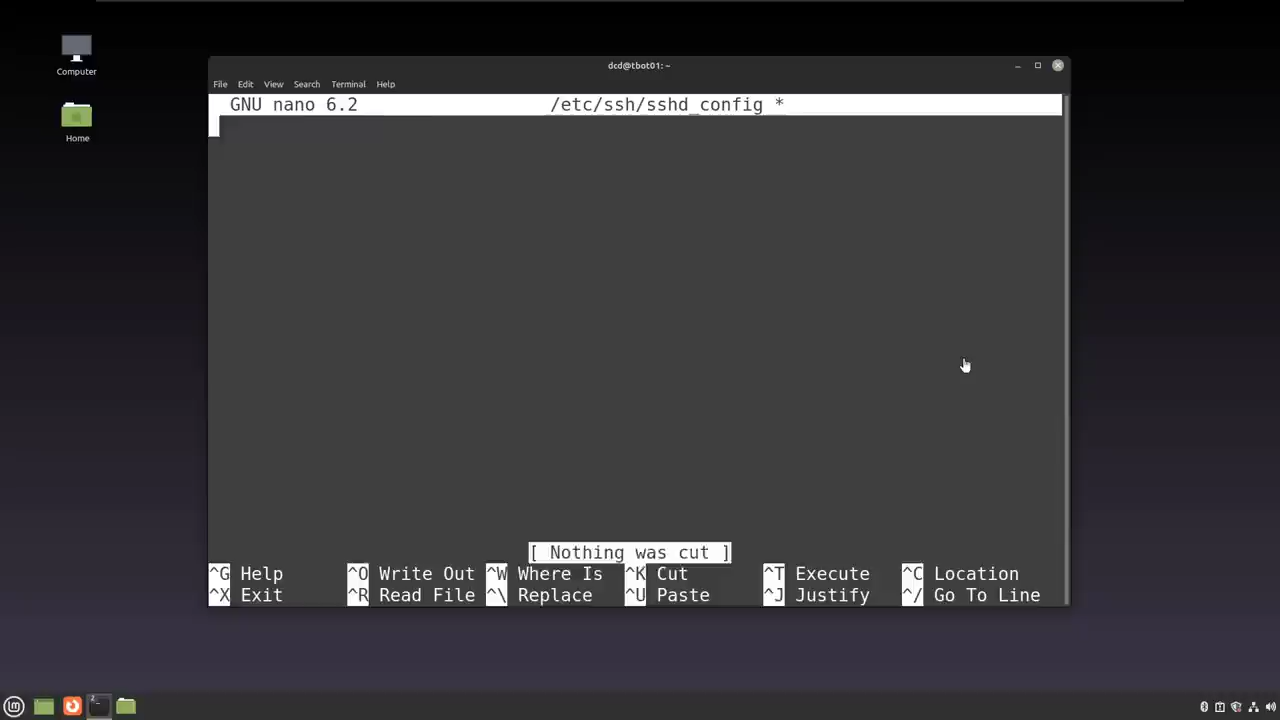 dcd@tbot01: ~
Computer
File Edit View Search Terminal Help
GNU nano 6.2 /etc/ssh/sshd_config *
Home
[ Nothing was cut ]
^G Help ^O Write Out ^W Where Is ^K Cut ^T Execute ^C Location
^X Exit ^R Read File ^\ Replace ^U Paste ^J Justify ^/ Go To Line